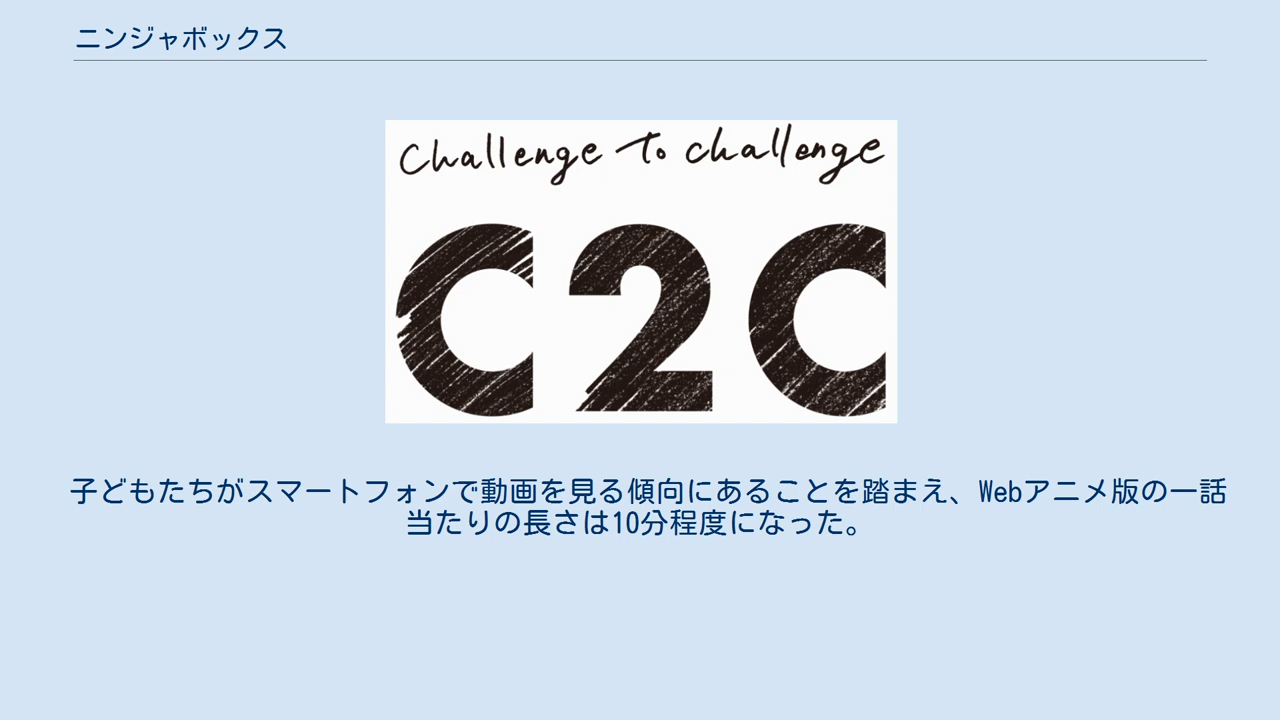 ニンジャボックス
Challenge To challenge
C2C
子どもたちがスマートフォンで動画を見る傾向にあることを踏まえ、Webアニメ版の一話
当たりの長さは10分程度になった。